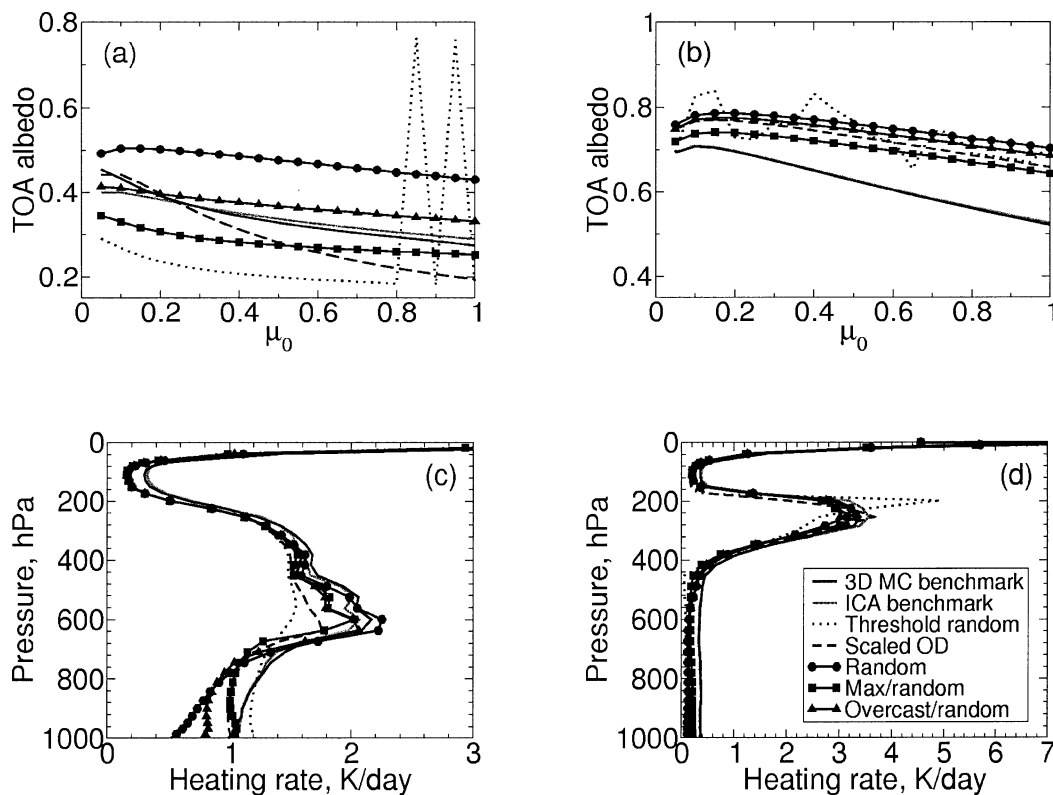 (a)
TOA albedo
0.8
0.6
0.4
0.2
0 0.2 0.4 0.6 0.8 1
μ0
(b)
TOA albedo
1
0.8
0.6
0.4
0 0.2 0.4 0.6 0.8 1
μ0
(c)
Pressure, hPa
0
200
400
600
800
1000
0 1 2 3
Heating rate, K/day
(d)
Pressure, hPa
0
200
400
600
800
1000
0 1 2 3 4 5 6 7
Heating rate, K/day
3D MC benchmark
ICA benchmark
Threshold random
Scaled OD
Random
Max/random
Overcast/random